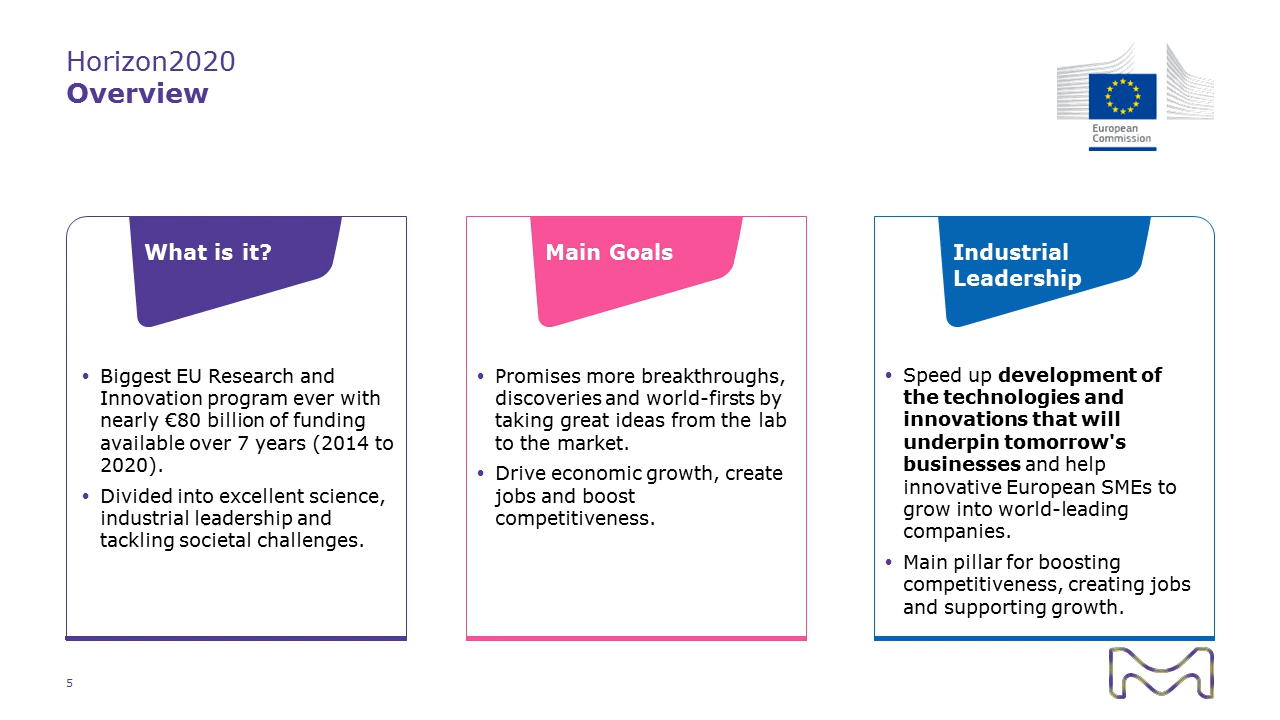 Horizon2020
Overview
European
Commission
What is it?
• Biggest EU Research and
Innovation program ever with
nearly €80 billion of funding
available over 7 years (2014 to
2020).
• Divided into excellent science,
industrial leadership and
tackling societal challenges.
Main Goals
• Promises more breakthroughs,
discoveries and world-firsts by
taking great ideas from the lab
to the market.
• Drive economic growth, create
jobs and boost
competitiveness.
Industrial
Leadership
• Speed up development of
the technologies and
innovations that will
underpin tomorrow's
businesses and help
innovative European SMEs to
grow into world-leading
companies.
• Main pillar for boosting
competitiveness, creating jobs
and supporting growth.
5